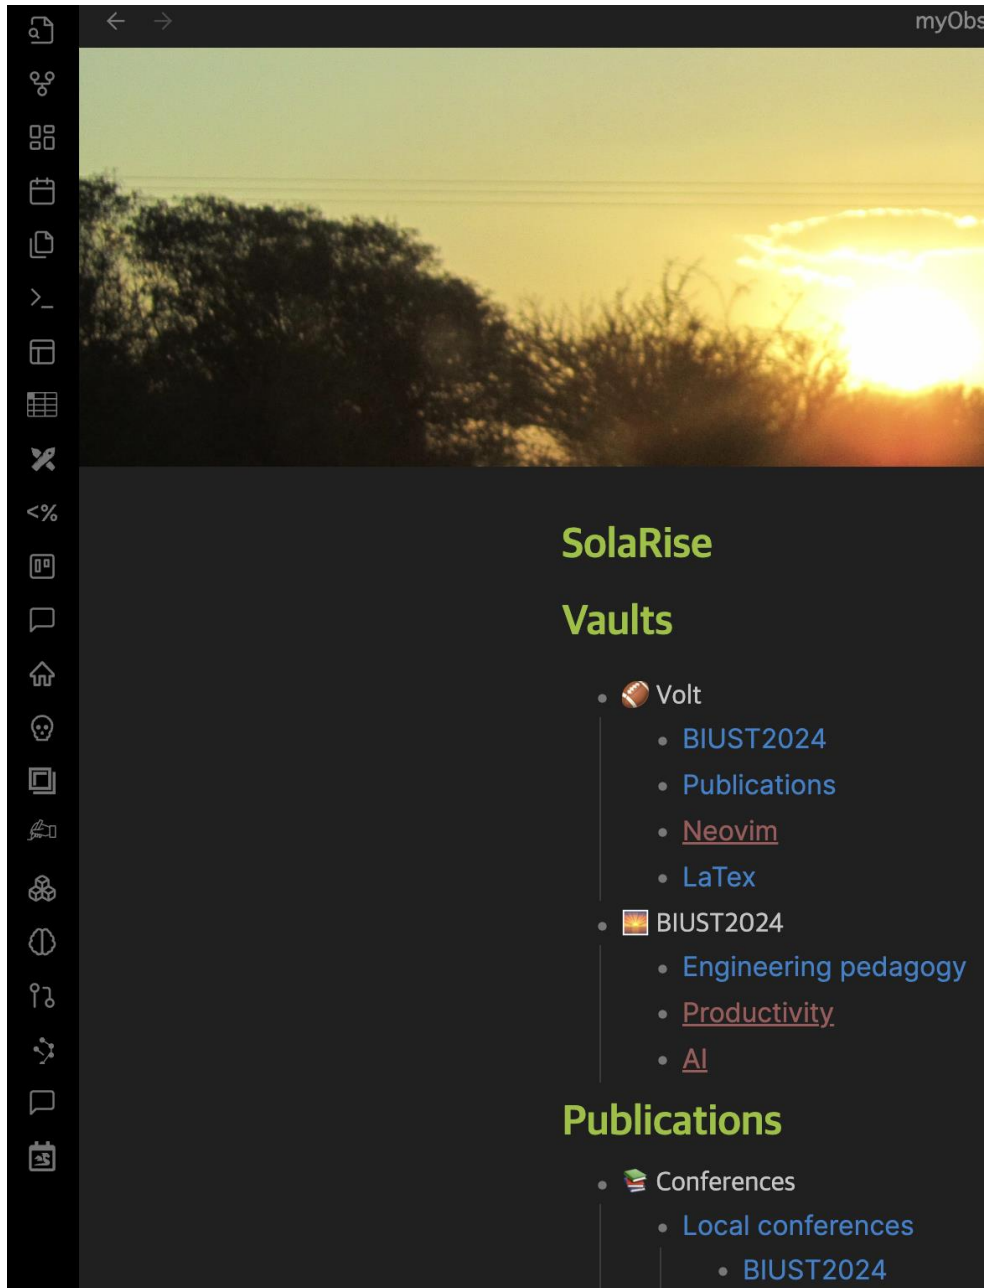 myObs
>_
<%
SolaRise
Vaults
Volt
BIUST2024
Publications
Neovim
LaTex
BIUST2024
Engineering pedagogy
Productivity
AI
Publications
Conferences
Local conferences
BIUST2024